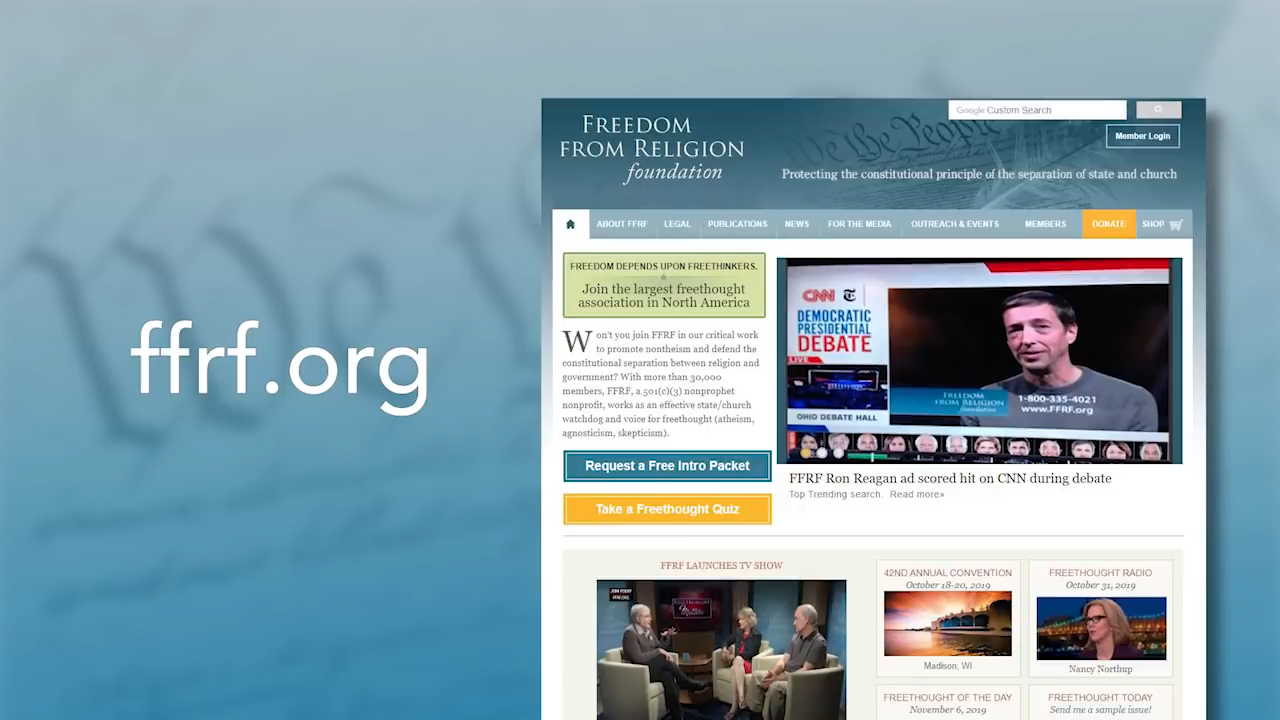 ffrf.org
Google Custom Search
FREEDOM
FROM RELIGION
foundation
We the People
Member Login
Protecting the constitutional principle of the separation of state and church
ABOUT FFRF
LEGAL
PUBLICATIONS
NEWS
FOR THE MEDIA
OUTREACH & EVENTS
MEMBERS
DONATE
SHOP
FREEDOM DEPENDS UPON FREETHINKERS.
Join the largest freethought
association in North America
Won't you join FFRF in our critical work
to promote nontheism and defend the
constitutional separation between religion and
government? With more than 30,000
members, FFRF, a 501(c)(3) nonprophet
nonprofit, works as an effective state/church
watchdog and voice for freethought (atheism,
agnosticism, skepticism).
Request a Free Intro Packet
Take a Freethought Quiz
CNN
DEMOCRATIC
PRESIDENTIAL
DEBATE
LIVE
OHIO DEBATE HALL
FREEDOM
FROM RELIGION
foundation
1-800-335-4021
www.FFRF.org
FFRF Ron Reagan ad scored hit on CNN during debate
Top Trending search. Read more»
FFRF LAUNCHES TV SHOW
JOIN TODAY
FFRF.ORG
42ND ANNUAL CONVENTION
October 18-20, 2019
Madison, WI
FREETHOUGHT RADIO
October 31, 2019
Nancy Northup
FREETHOUGHT OF THE DAY
November 6, 2019
FREETHOUGHT TODAY
Send me a sample issue!